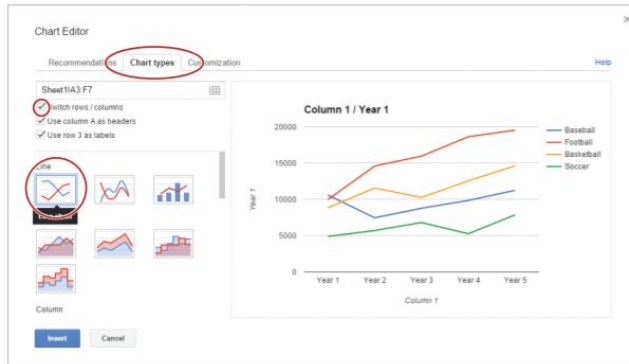 Chart Editor
Recommendations Chart types Customization Help
Sheet1!A3:F7
Switch rows / columns
Use column A as headers
Use row 3 as labels
Line
Column
Insert Cancel
Column 1 / Year 1
20000
15000
10000
5000
0
Year 1
Year 1 Year 2 Year 3 Year 4 Year 5
Column 1
Baseball
Football
Basketball
Soccer